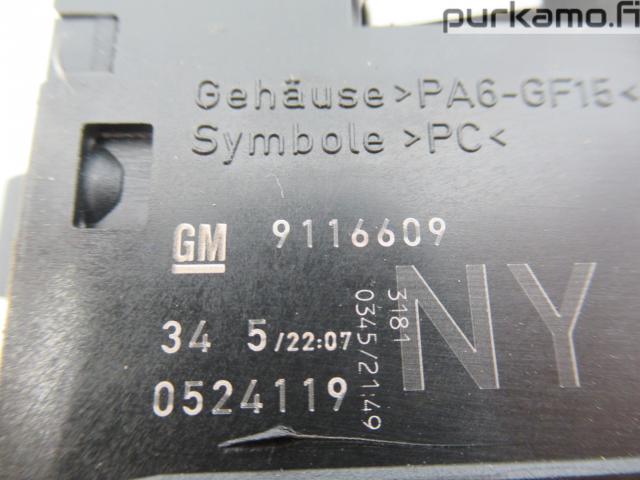 purkamo.fi
Gehäuse >PA6-GF15<
Symbole >PC<
GM 9116609
NY
34 5/22:07
0524119
3181
0345/21:49